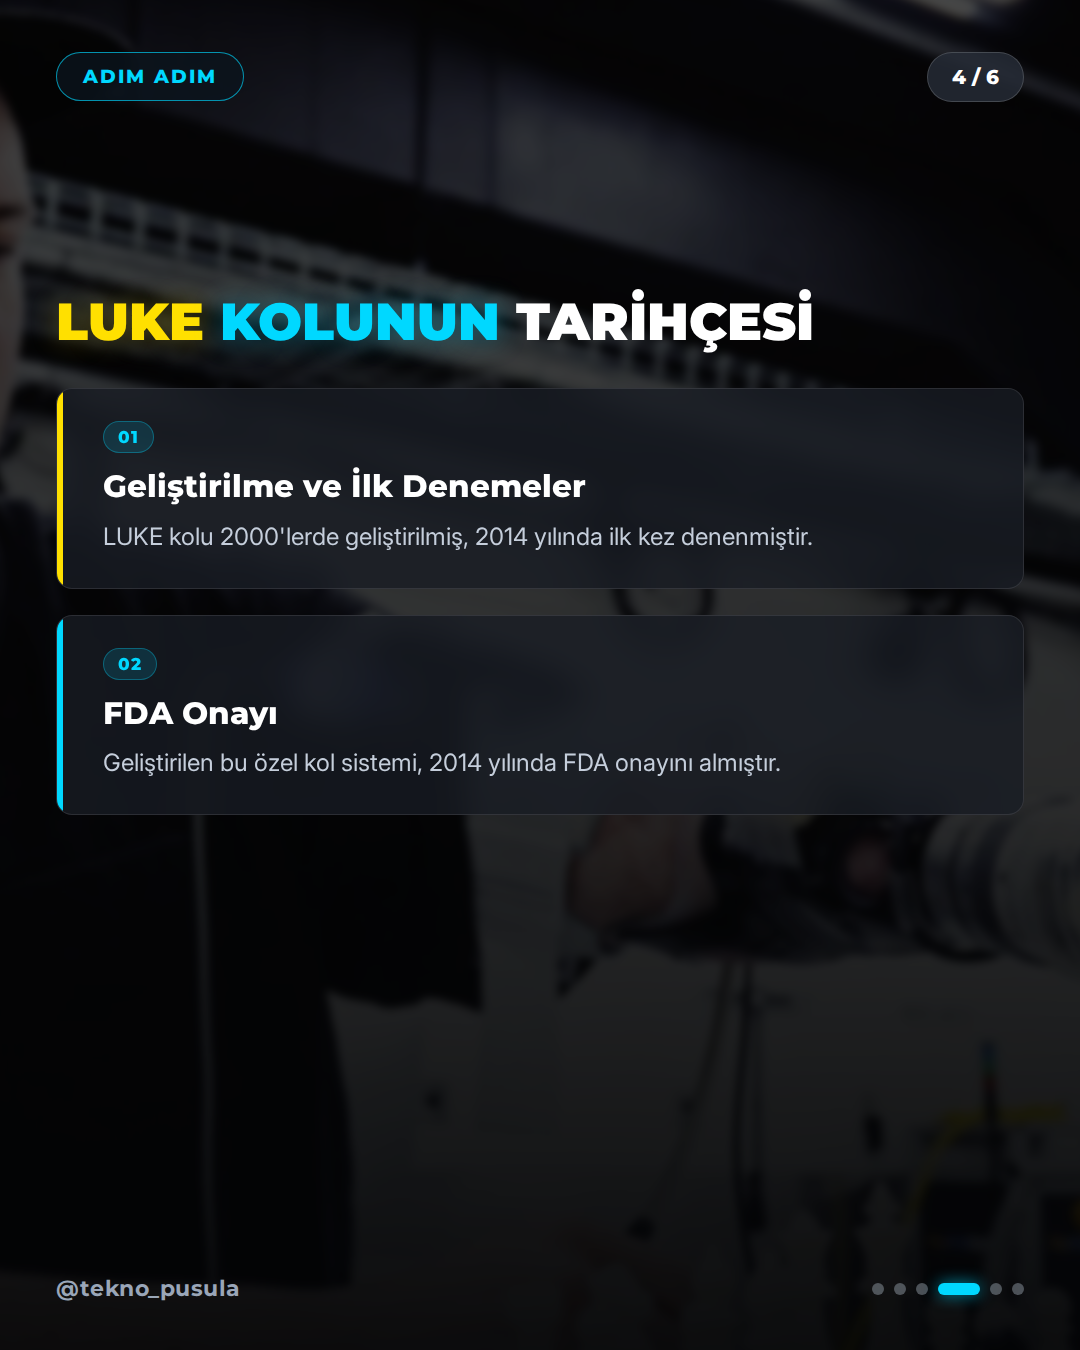 ADIM ADIM
4 / 6
LUKE KOLUNUN TARİHÇESİ
01
Geliştirilme ve İlk Denemeler
LUKE kolu 2000'lerde geliştirilmiş, 2014 yılında ilk kez denenmiştir.
02
FDA Onayı
Geliştirilen bu özel kol sistemi, 2014 yılında FDA onayını almıştır.
@tekno_pusula